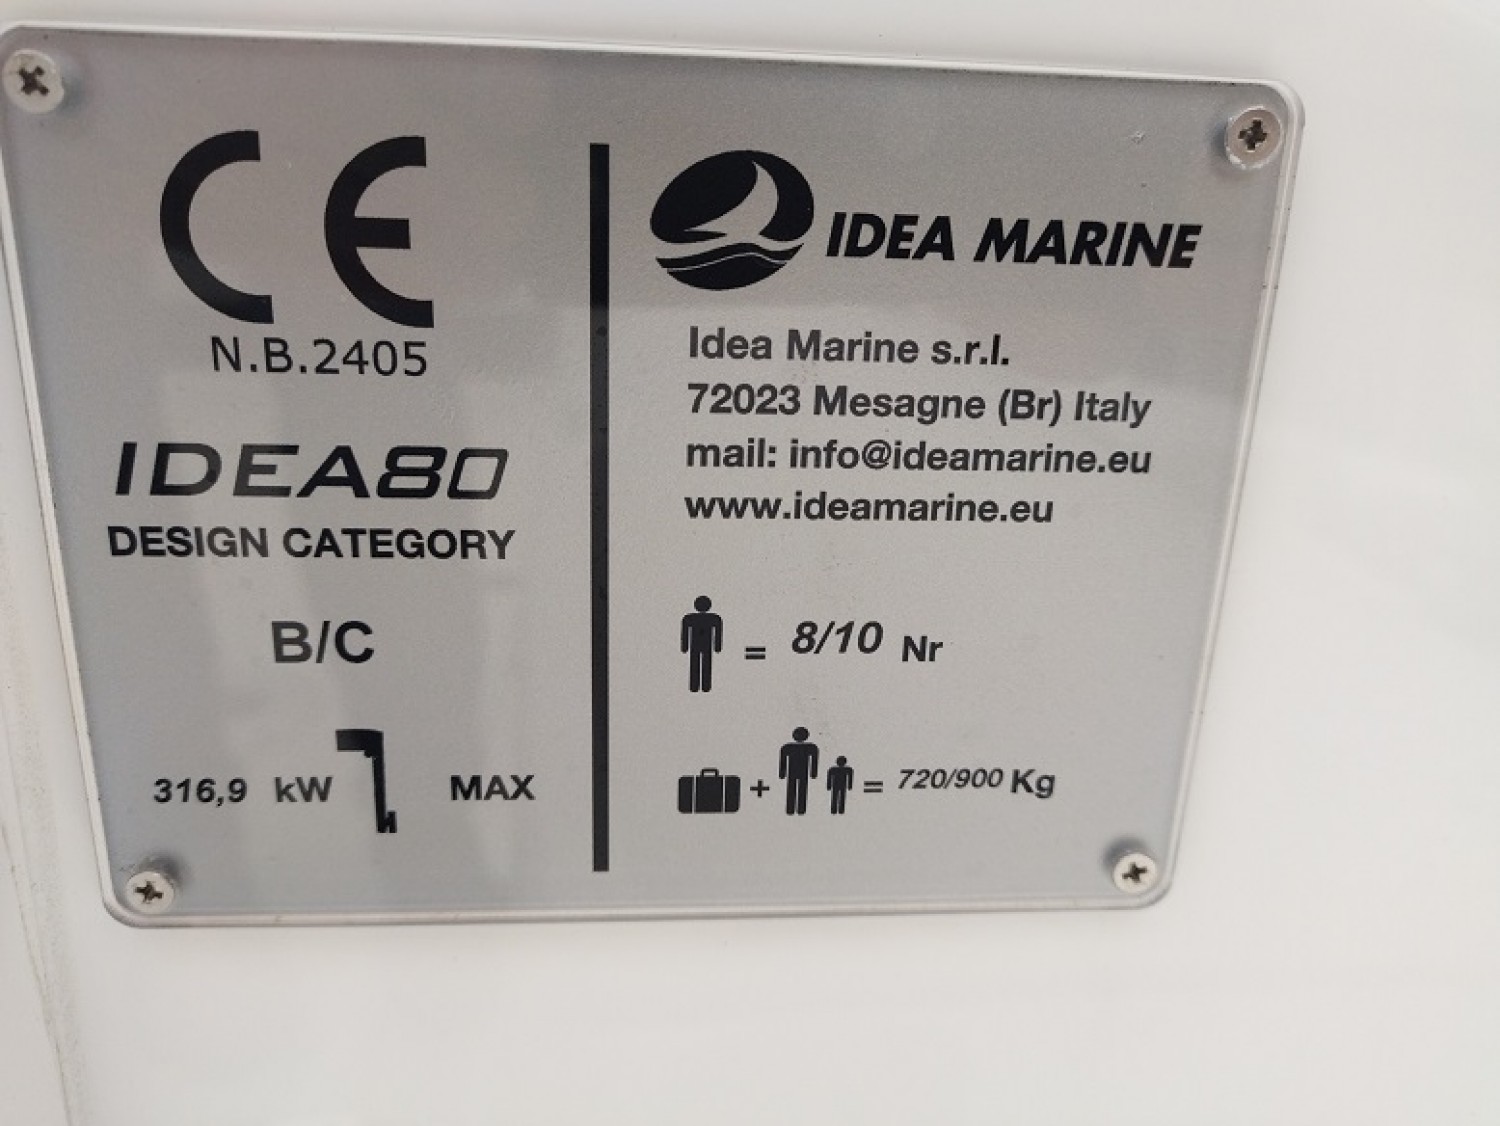 CE
N.B.2405
IDEA80
DESIGN CATEGORY
B/C
316,9 kW MAX
IDEA MARINE
Idea Marine s.r.l.
72023 Mesagne (Br) Italy
mail: info@ideamarine.eu
www.ideamarine.eu
= 8/10 Nr
+ = 720/900 Kg